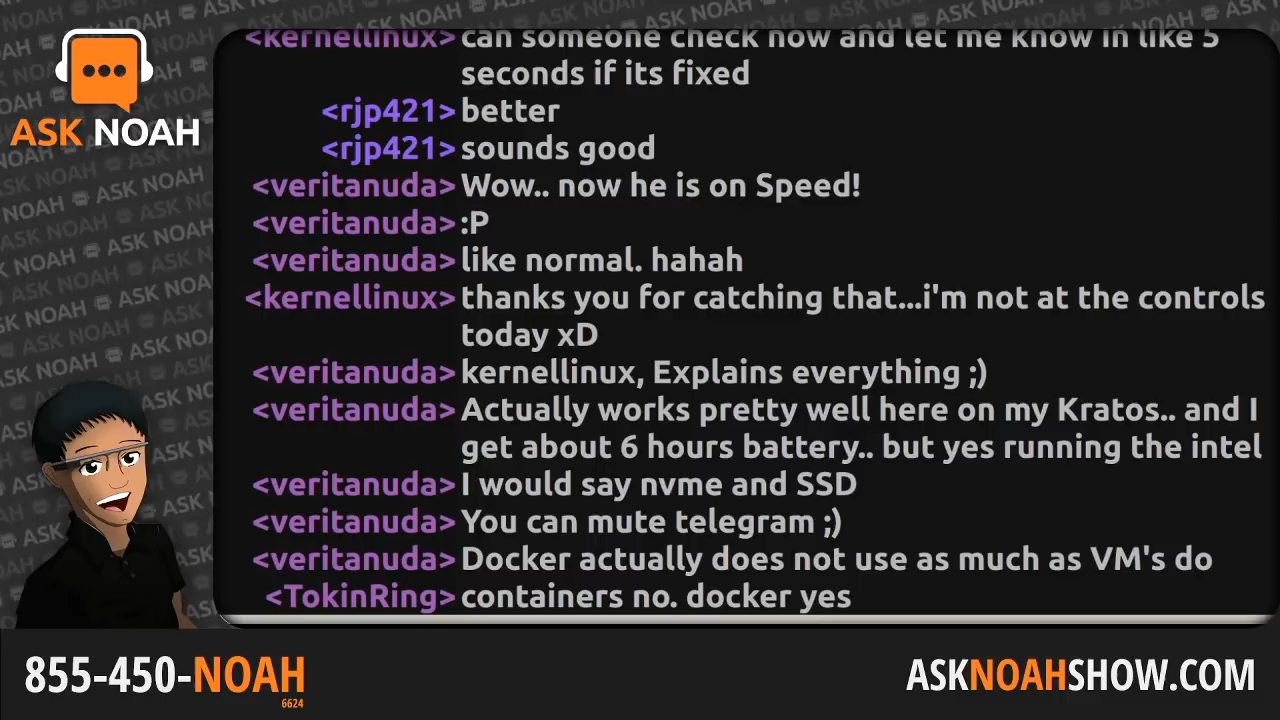 ASK NOAH
<kernellinux> can someone check now and let me know in like 5
seconds if its fixed
<rjp421> better
<rjp421> sounds good
<veritanuda> Wow.. now he is on Speed!
<veritanuda> :P
<veritanuda> like normal. hahah
<kernellinux> thanks you for catching that...i'm not at the controls
today xD
<veritanuda> kernellinux, Explains everything ;)
<veritanuda> Actually works pretty well here on my Kratos.. and I
get about 6 hours battery.. but yes running the intel
<veritanuda> I would say nvme and SSD
<veritanuda> You can mute telegram ;)
<veritanuda> Docker actually does not use as much as VM's do
<TokinRing> containers no. docker yes
855-450-NOAH
6624
ASKNOAHSHOW.COM